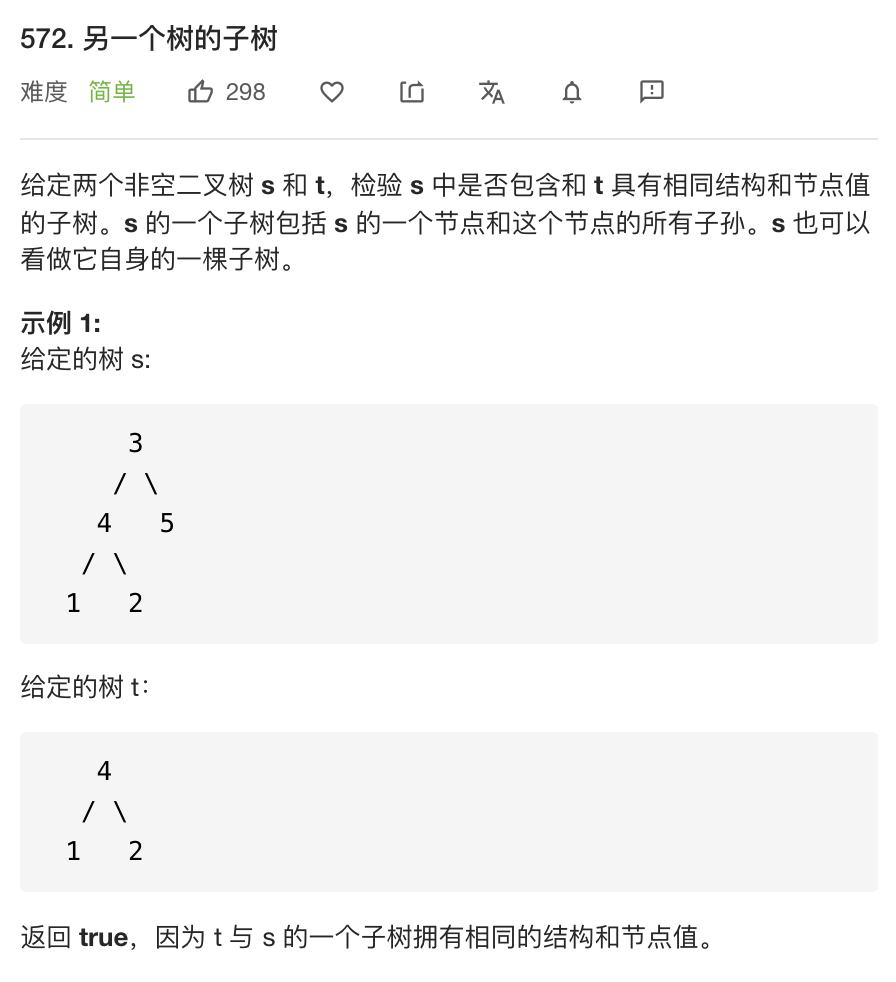 572. 另一个树的子树
难度 简单 298
给定两个非空二叉树 s 和 t，检验 s 中是否包含和 t 具有相同结构和节点值
的子树。s 的一个子树包括 s 的一个节点和这个节点的所有子孙。s 也可以
看做它自身的一棵子树。
示例 1:
给定的树 s:
3
/ \
4 5
/ \
1 2
给定的树 t：
4
/ \
1 2
返回 true，因为 t 与 s 的一个子树拥有相同的结构和节点值。